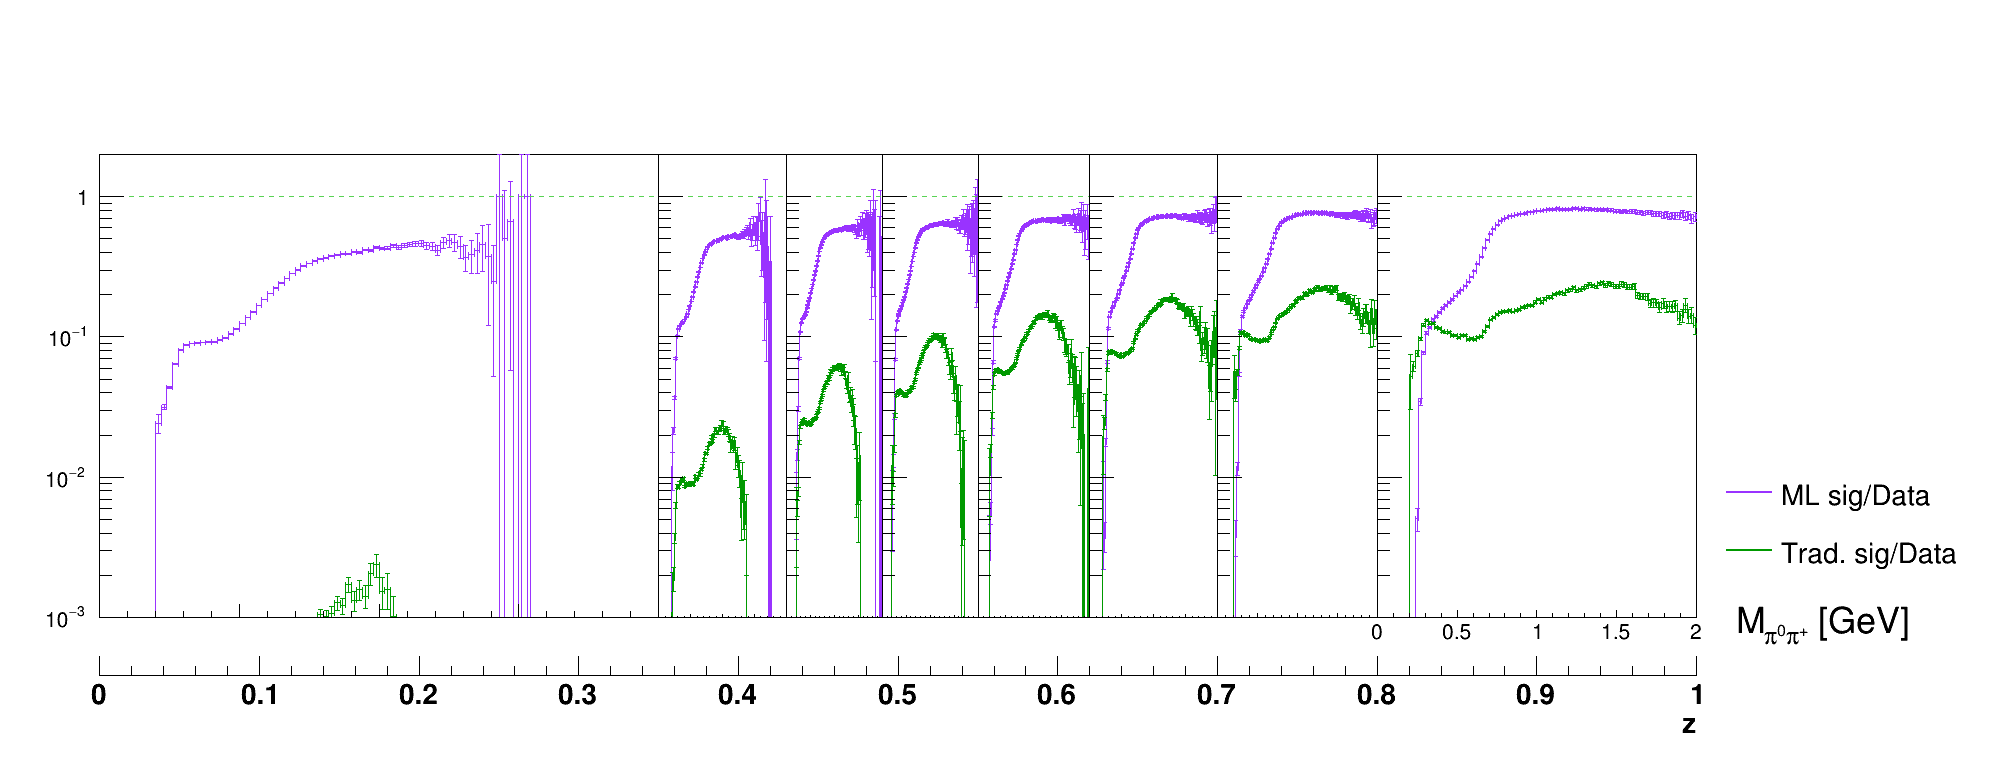 1
10⁻¹
10⁻²
10⁻³
ML sig/Data
Trad. sig/Data
0 0.5 1 1.5 2
M_π⁰π⁺ [GeV]
0 0.1 0.2 0.3 0.4 0.5 0.6 0.7 0.8 0.9 1
z